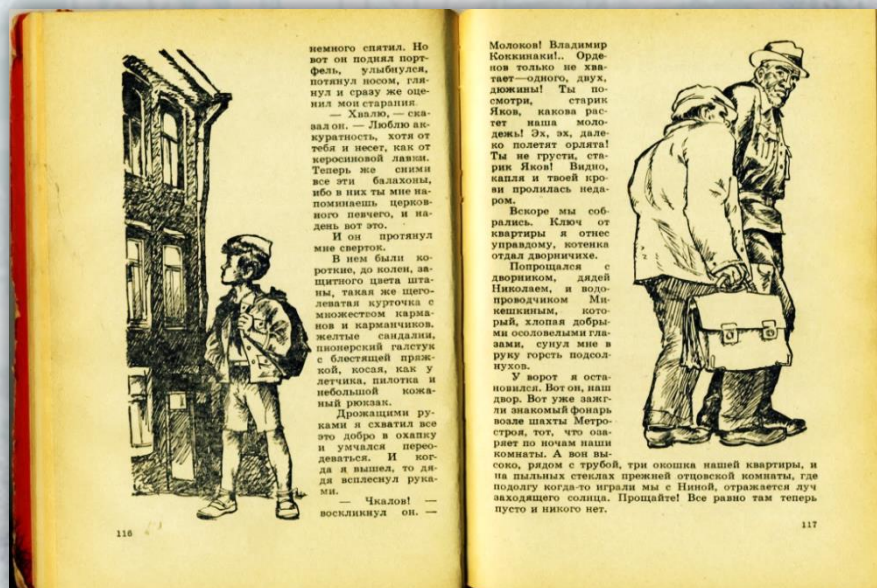 немного спятил. Но
вот он поднял порт-
фель, улыбнулся,
потянул носом, гля-
нул и сразу же оце-
нил мои старания
— Хвалю, — ска-
зал он. — Люблю ак-
куратность, хотя от
тебя и несет, как от
керосиновой лавки.
Теперь же сними
все эти балахоны,
ибо в них ты мне на-
поминаешь церков-
ного певчего, и на-
день вот это.
И он протянул
мне сверток.
В нем были ко-
роткие, до колен, за-
щитного цвета шта-
ны, такая же щего-
леватая курточка с
множеством карма-
нов и карманчиков.
желтые сандалии,
пионерский галстук
с блестящей пряж-
кой, косая, как у
летчика, пилотка и
небольшой кожа-
ный рюкзак.
Дрожащими ру-
ками я схватил все
это добро в охапку
и умчался перео-
деваться. И ког-
да я вышел, то дя-
дя всплеснул рука-
ми.
— Чкалов! —
воскликнул он. —
116
Молоков! Владимир
Коккинаки!.. Орде-
нов только не хва-
тает—одного, двух,
дюжины! Ты по-
смотри, старик
Яков, какова рас-
тет наша моло-
дежь! Эх, эх, дале-
ко полетят орлята!
Ты не грусти, ста-
рик Яков! Видно,
капля и твоей кро-
ви пролилась неда-
ром.
Вскоре мы соб-
рались. Ключ от
квартиры я отнес
управдому, котенка
отдал дворничихе.
Попрощался с
дворником, дядей
Николаем, и водо-
проводчиком Ми-
кешкиным, кото-
рый, хлопая добры-
ми осоловелыми гла-
зами, сунул мне в
руку горсть подсол-
нухов.
У ворот я оста-
новился. Вот он, наш
двор. Вот уже зажг-
ли знакомый фонарь
возле шахты Метро-
строя, тот, что оза-
ряет по ночам наши
комнаты. А вон вы-
соко, рядом с трубой, три окошка нашей квартиры, и
на пыльных стеклах прежней отцовской комнаты, где
подолгу когда-то играли мы с Ниной, отражается луч
заходящего солнца. Прощайте! Все равно там теперь
пусто и никого нет.
117